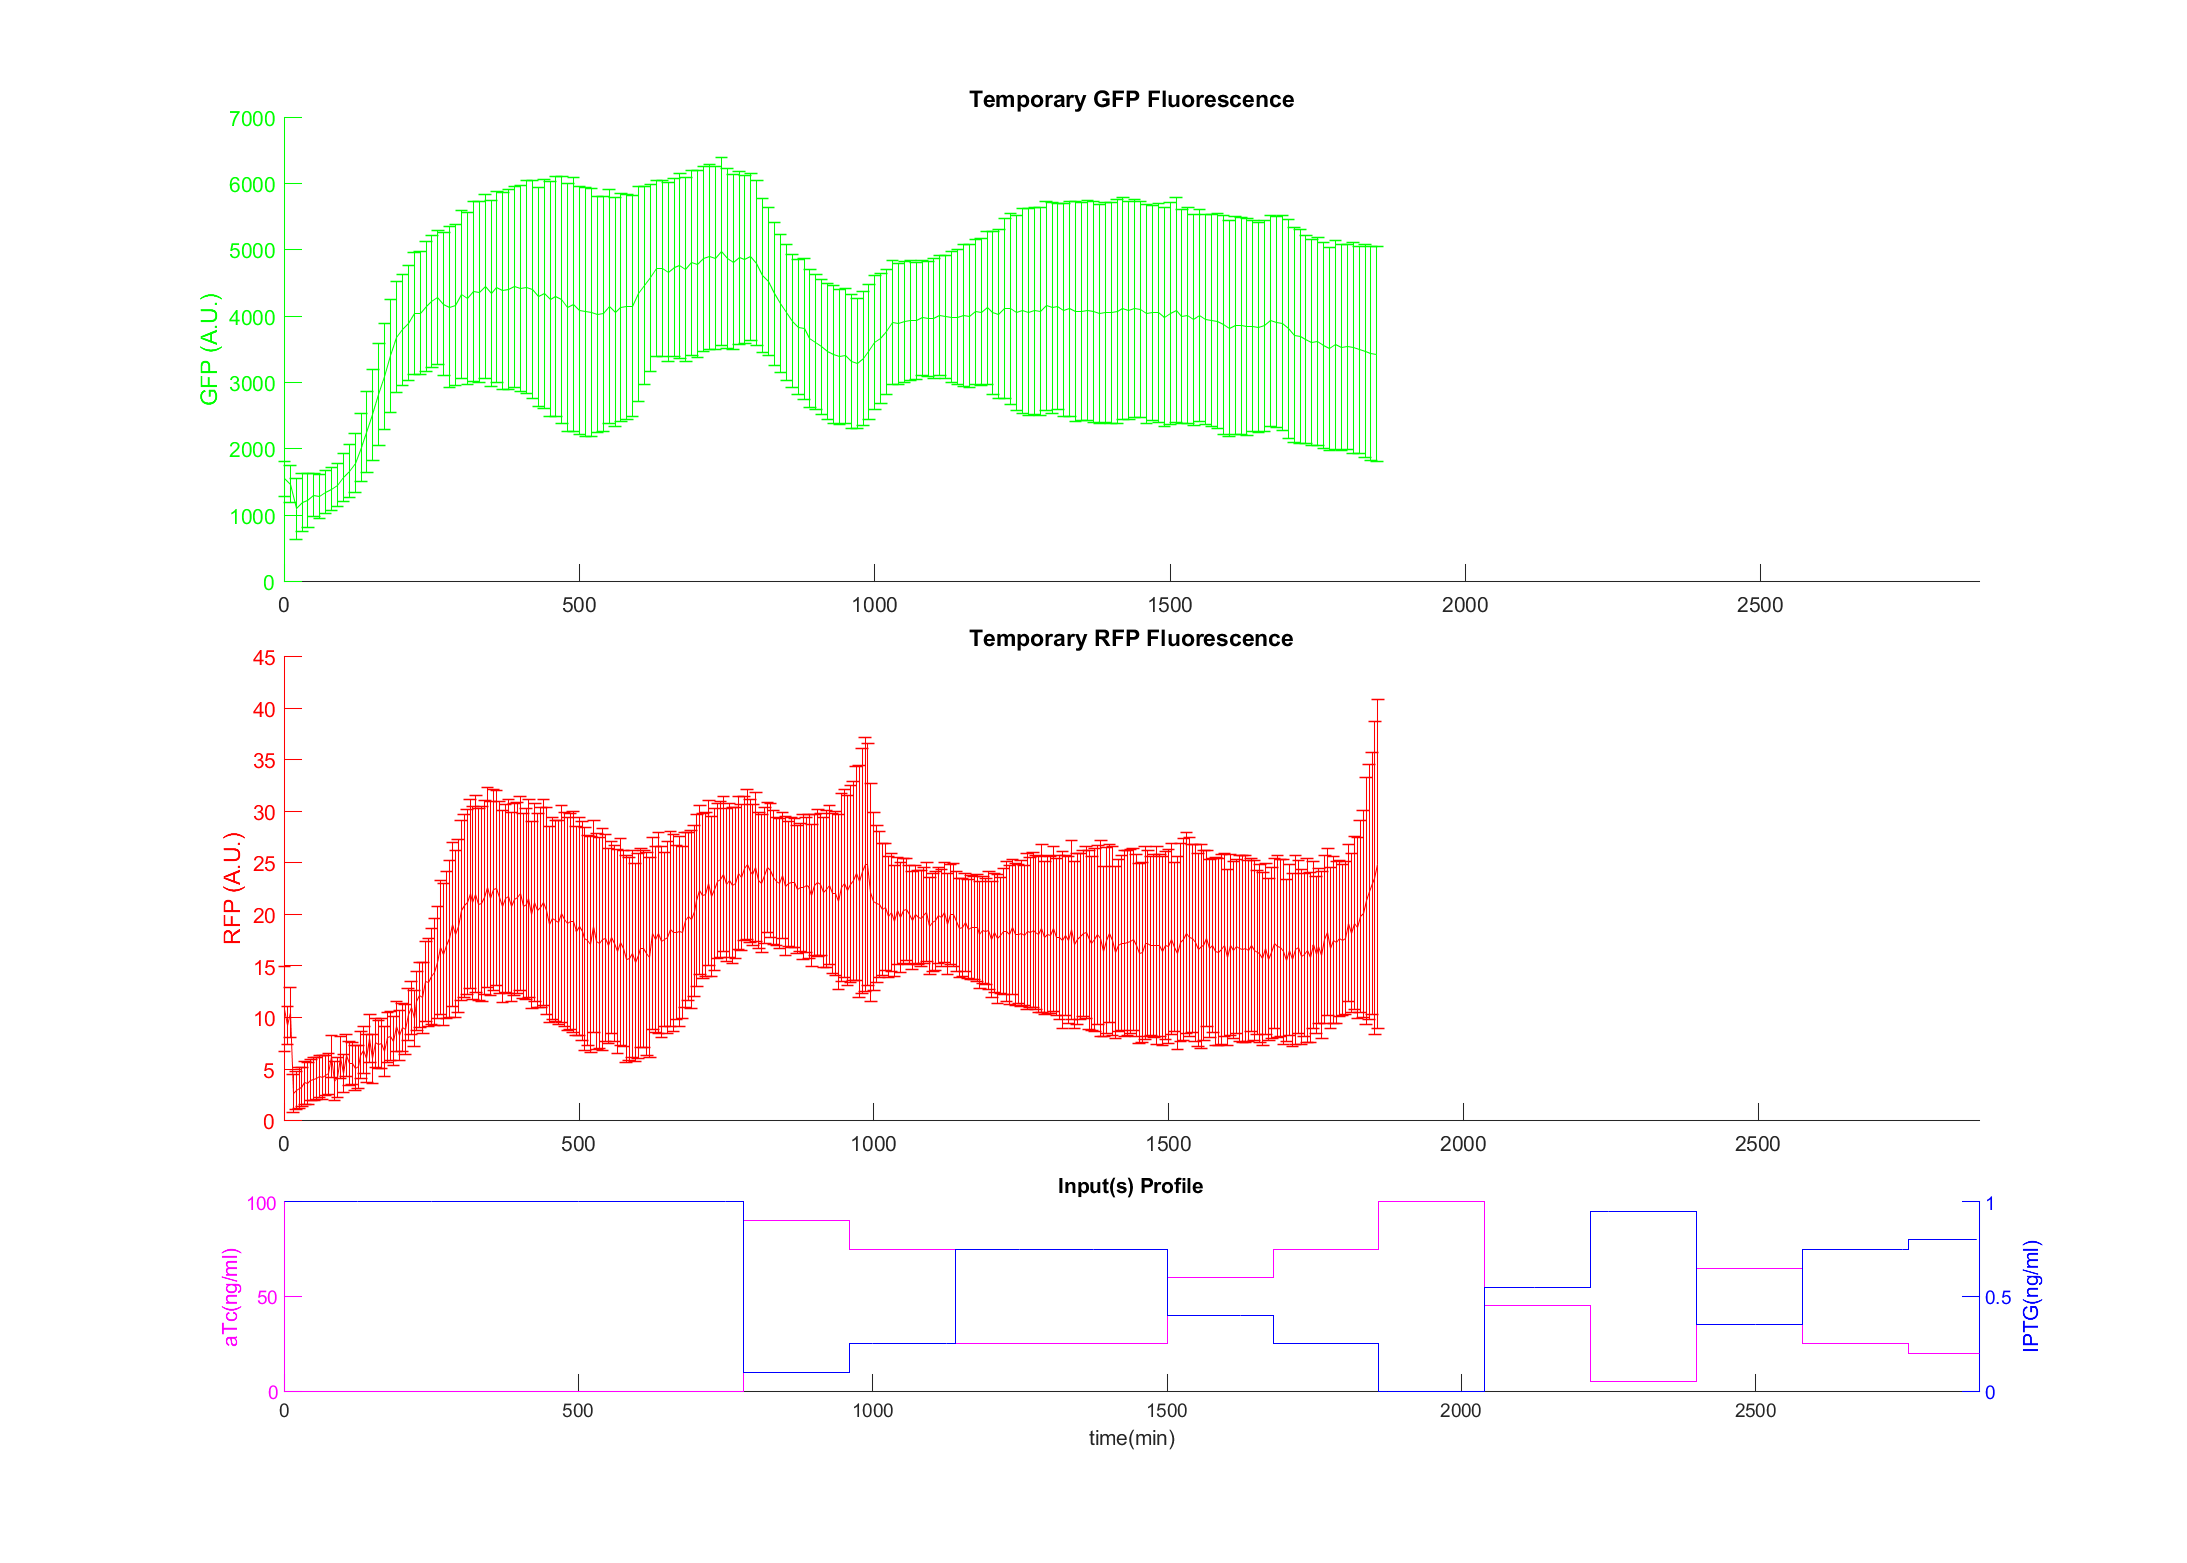 Temporary GFP Fluorescence
7000
6000
5000
4000
3000
2000
1000
0
GFP (A.U.)
0 500 1000 1500 2000 2500
Temporary RFP Fluorescence
45
40
35
30
25
20
15
10
5
0
RFP (A.U.)
0 500 1000 1500 2000 2500
Input(s) Profile
100
50
0
aTc(ng/ml)
1
0.5
0
IPTG(ng/ml)
0 500 1000 1500 2000 2500
time(min)